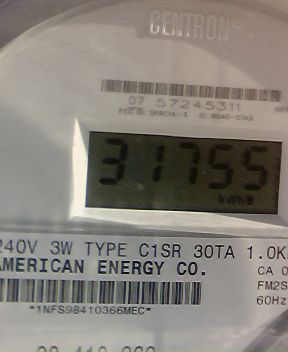 CENTRON®
07 57245311
31755
kWh
240V 3W TYPE C1SR 30TA 1.0K
AMERICAN ENERGY CO.
CA 0
FM2S
*1NFS98410366MEC*
60Hz